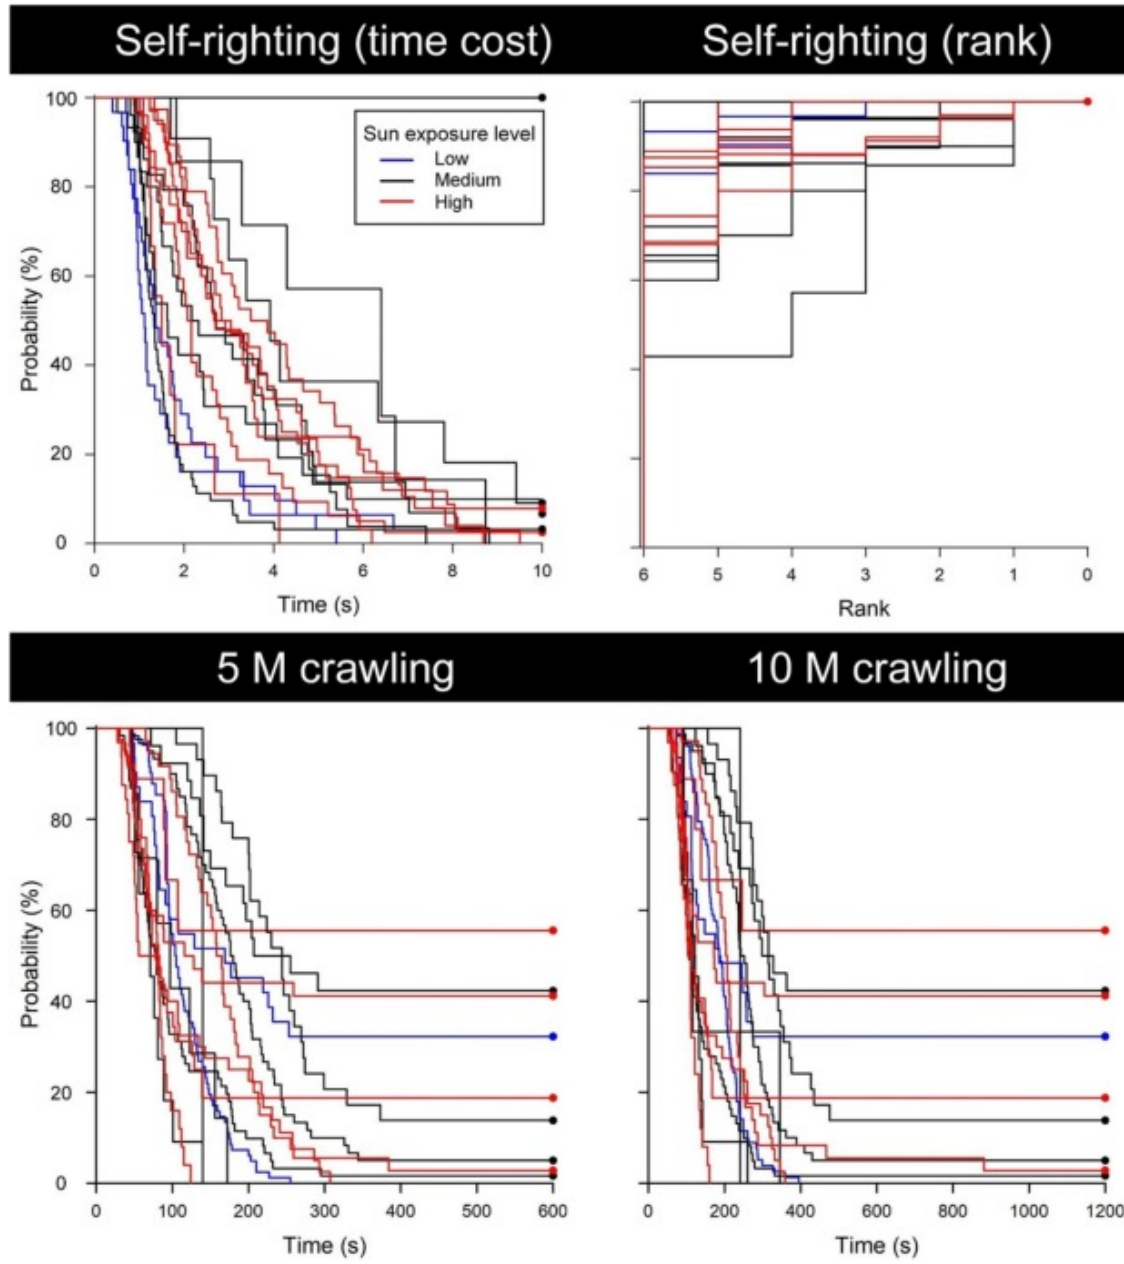 Self-righting (time cost)
Self-righting (rank)
100
80
60
40
20
0
Probability (%)
Sun exposure level
Low
Medium
High
0 2 4 6 8 10
Time (s)
6 5 4 3 2 1 0
Rank
5 M crawling
10 M crawling
100
80
60
40
20
0
Probability (%)
0 100 200 300 400 500 600
Time (s)
0 200 400 600 800 1000 1200
Time (s)